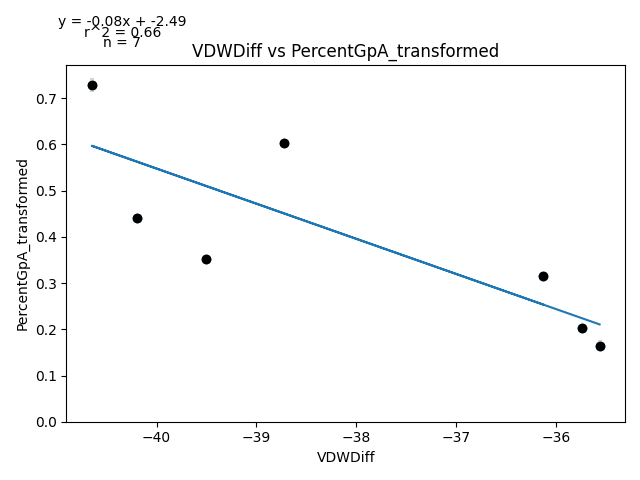 y = -0.08x + -2.49
r^2 = 0.66
n = 7
VDWDiff vs PercentGpA_transformed
PercentGpA_transformed
0.7
0.6
0.5
0.4
0.3
0.2
0.1
0.0
−40
−39
−38
−37
−36
VDWDiff